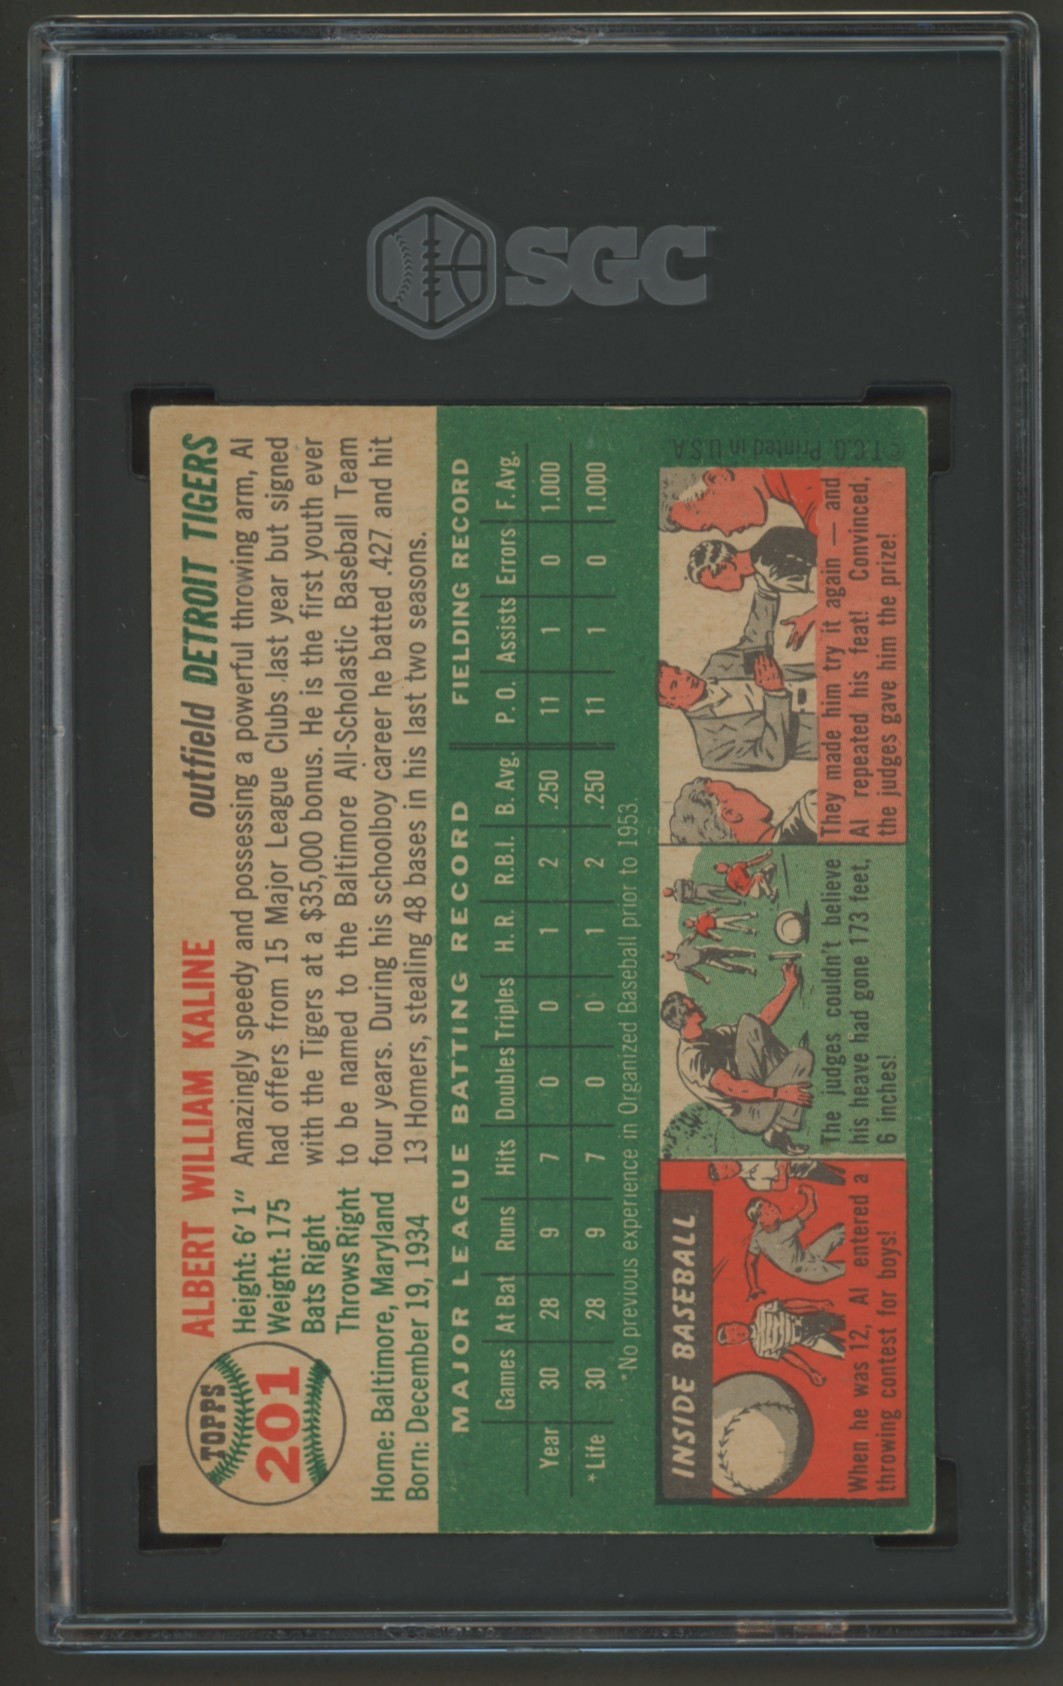 SGC
TOPPS
201
ALBERT WILLIAM KALINE
outfield DETROIT TIGERS
Height: 6' 1"
Weight: 175
Bats Right
Throws Right
Home: Baltimore, Maryland
Born: December 19, 1934
Amazingly speedy and possessing a powerful throwing arm, Al
had offers from 15 Major League Clubs last year but signed
with the Tigers at a $35,000 bonus. He is the first youth ever
to be named to the Baltimore All-Scholastic Baseball Team
four years. During his schoolboy career he batted .427 and hit
13 Homers, stealing 48 bases in his last two seasons.
MAJOR LEAGUE BATTING RECORD FIELDING RECORD
Games At Bat Runs Hits Doubles Triples H. R. R.B.I. B. Avg. P. O. Assists Errors F. Avg.
Year 30 28 9 7 0 0 1 2 .250 11 1 0 1.000
*Life 30 28 9 7 0 0 1 2 .250 11 1 0 1.000
*No previous experience in Organized Baseball prior to 1953.
INSIDE BASEBALL
When he was 12, Al entered a
throwing contest for boys!
The judges couldn't believe
his heave had gone 173 feet,
6 inches!
They made him try it again — and
Al repeated his feat! Convinced,
the judges gave him the prize!
©T.C.G. Printed in U.S.A